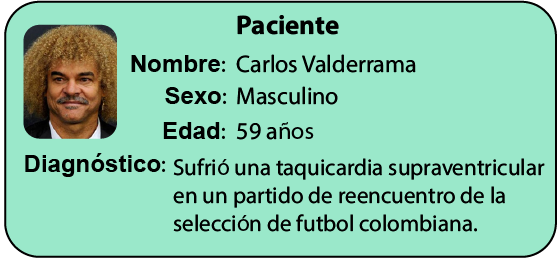 Paciente
Nombre: Carlos Valderrama
Sexo: Masculino
Edad: 59 años
Diagnóstico: Sufrió una taquicardia supraventricular
en un partido de reencuentro de la
selección de futbol colombiana.